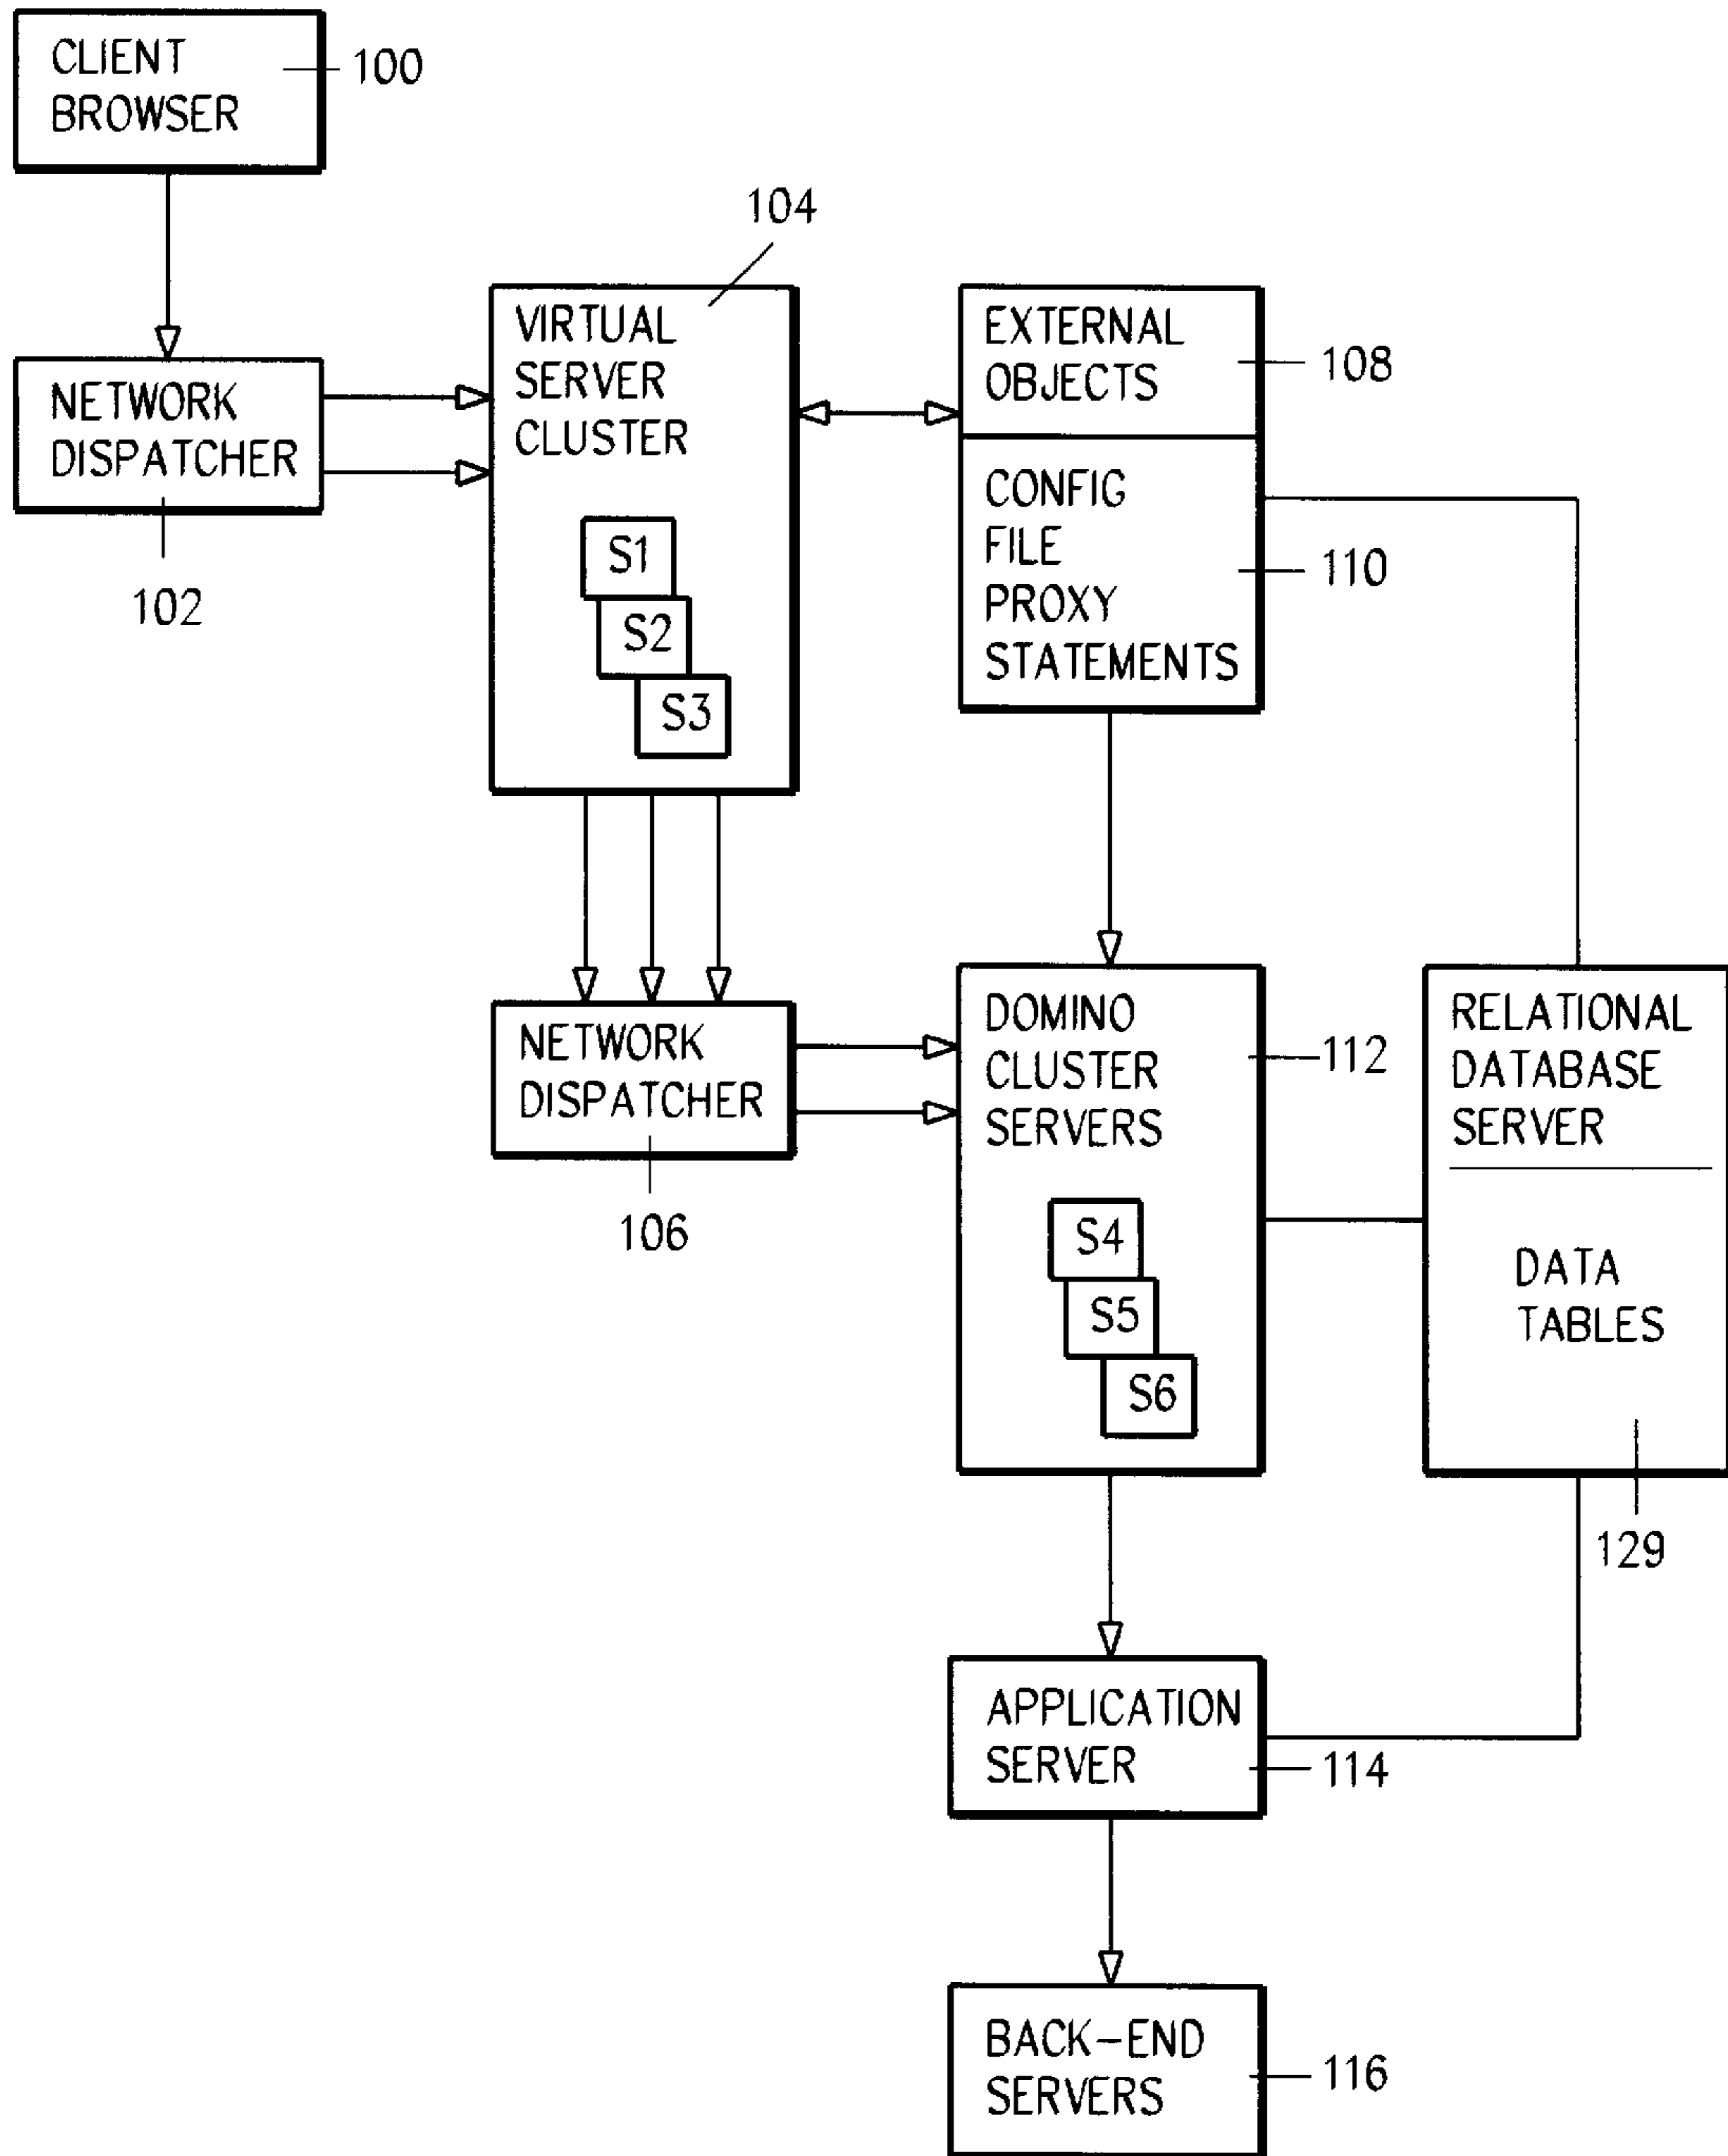 CLIENT
BROWSER
100
104
NETWORK
DISPATCHER
102
VIRTUAL
SERVER
CLUSTER
S1
S2
S3
EXTERNAL
OBJECTS
108
CONFIG
FILE
PROXY
STATEMENTS
110
NETWORK
DISPATCHER
106
DOMINO
CLUSTER
SERVERS
112
S4
S5
S6
RELATIONAL
DATABASE
SERVER
DATA
TABLES
129
APPLICATION
SERVER
114
BACK-END
SERVERS
116